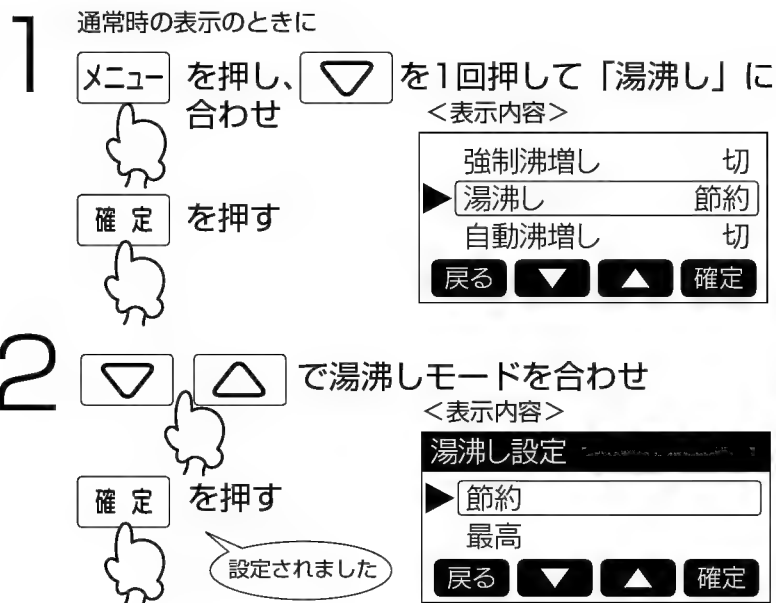 1 通常時の表示のときに
メニュー を押し、▽を1回押して「湯沸し」に
合わせ
＜表示内容＞
強制沸増し 切
▶湯沸し 節約
自動沸増し 切
戻る ▼ ▲ 確定
確 定 を押す
2 ▽、△で湯沸しモードを合わせ
＜表示内容＞
湯沸し設定
▶節約
最高
戻る ▼ ▲ 確定
確 定 を押す
設定されました